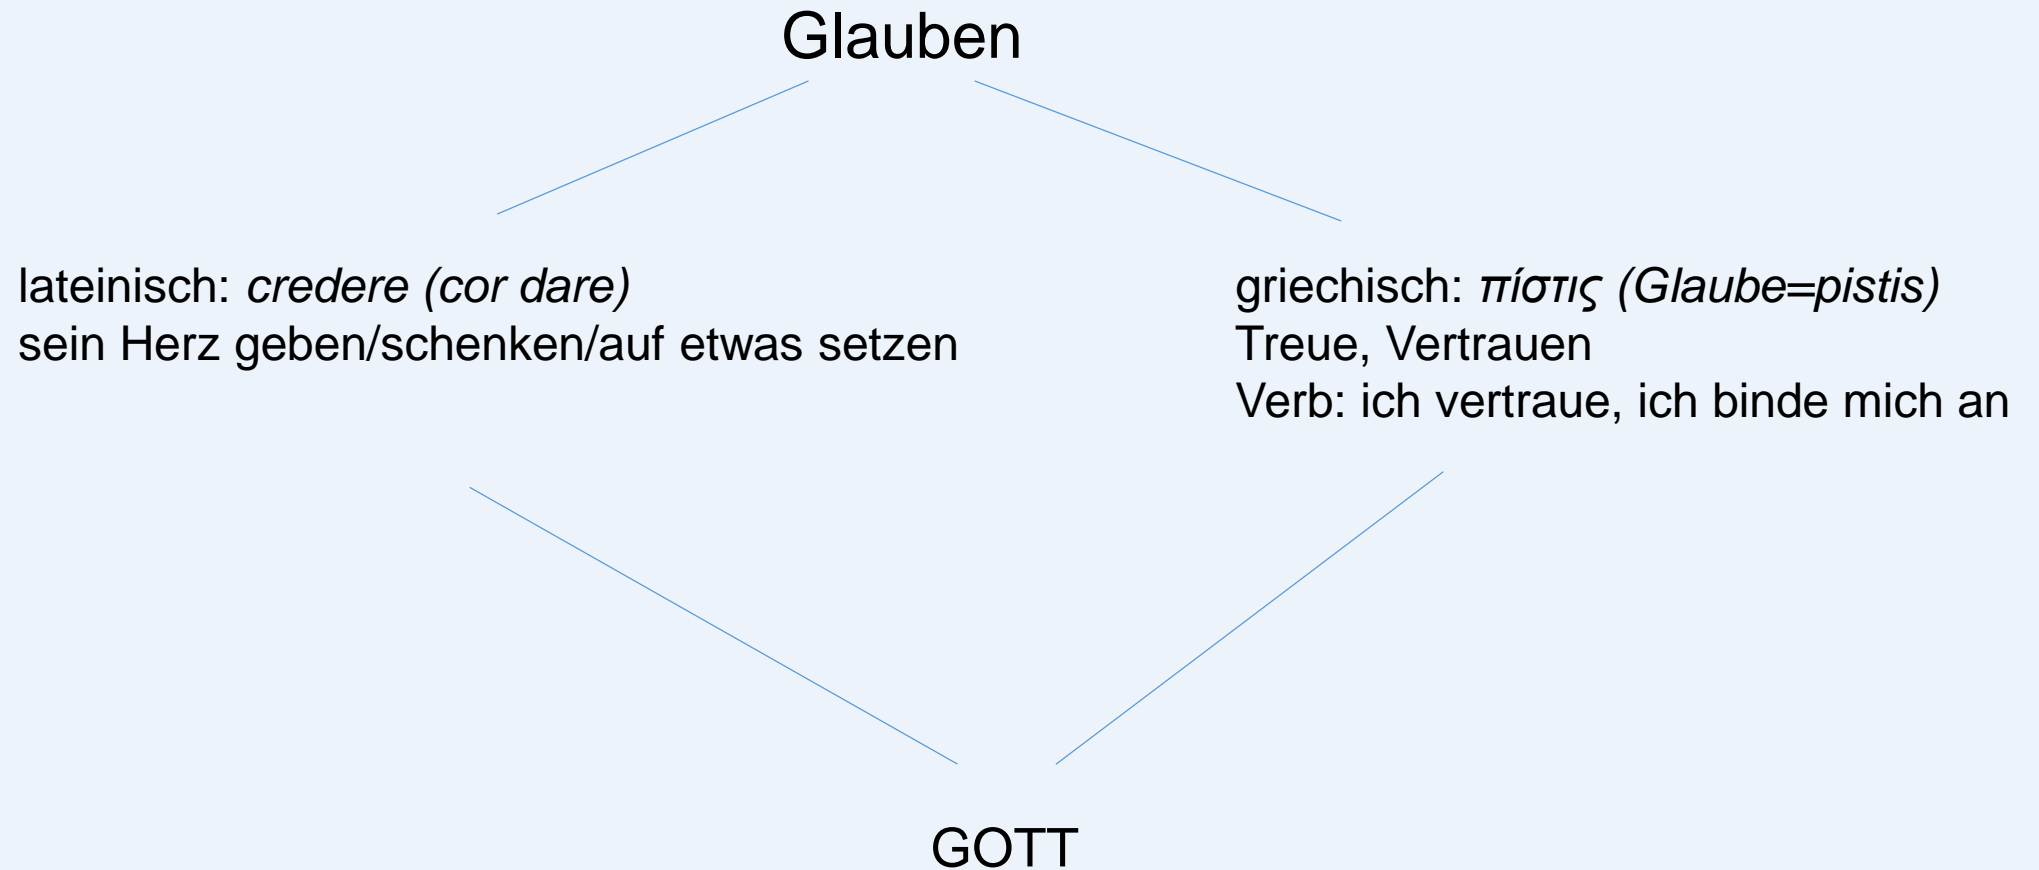 Glauben
lateinisch: credere (cor dare)
sein Herz geben/schenken/auf etwas setzen
griechisch: πίστις (Glaube=pistis)
Treue, Vertrauen
Verb: ich vertraue, ich binde mich an
GOTT